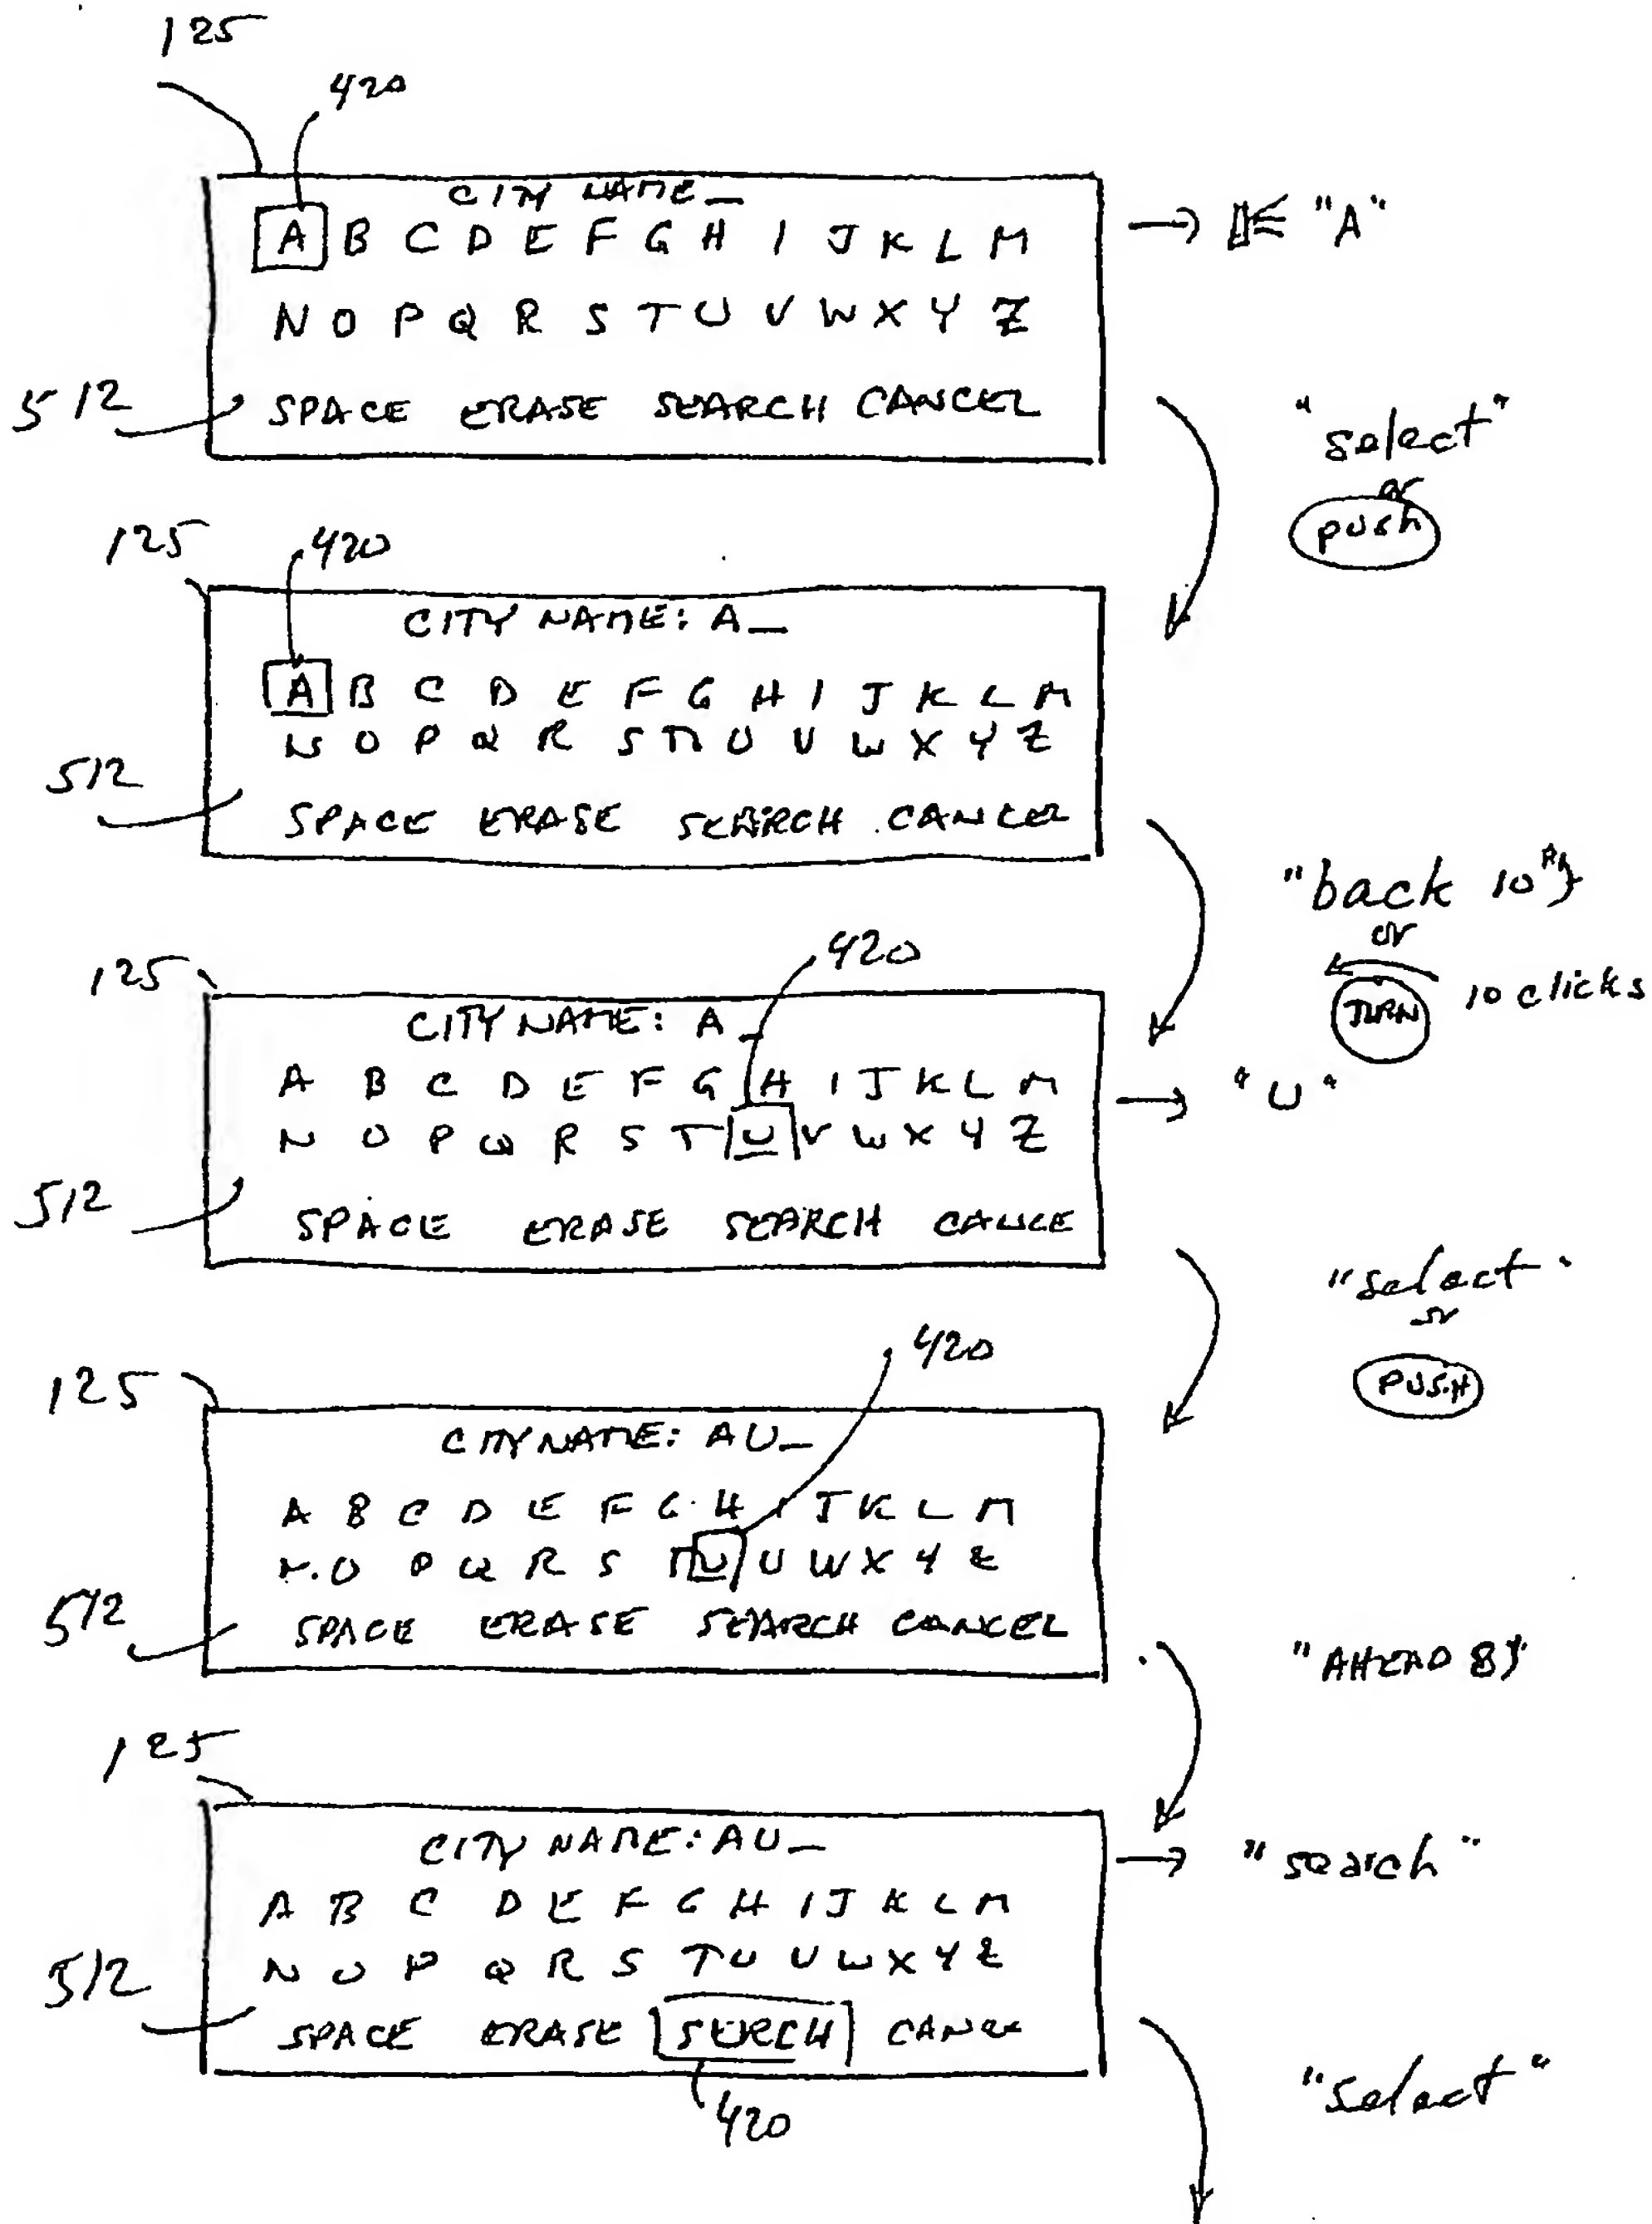 125
420
CITY NAME_
A B C D E F G H I J K L M → "A"
N O P Q R S T U V W X Y Z
512 SPACE ERASE SEARCH CANCEL
"select"
or
push
125 420
CITY NAME: A_
A B C D E F G H I J K L M
N O P Q R S T U V W X Y Z
512
SPACE ERASE SEARCH CANCEL
"back 10"
or
TURN 10 clicks
125 420
CITY NAME: A_
A B C D E F G H I J K L M → "U"
N O P Q R S T U V W X Y Z
512
SPACE ERASE SEARCH CANCE
"select"
or
PUSH
125 420
CITY NAME: AU_
A B C D E F G H I J K L M
N O P Q R S T U V W X Y Z
512 SPACE ERASE SEARCH CANCEL
"AHEAD 8"
125
CITY NAME: AU_ → "search"
A B C D E F G H I J K L M
N O P Q R S T U V W X Y Z
512
SPACE ERASE SERCH
420
"select"